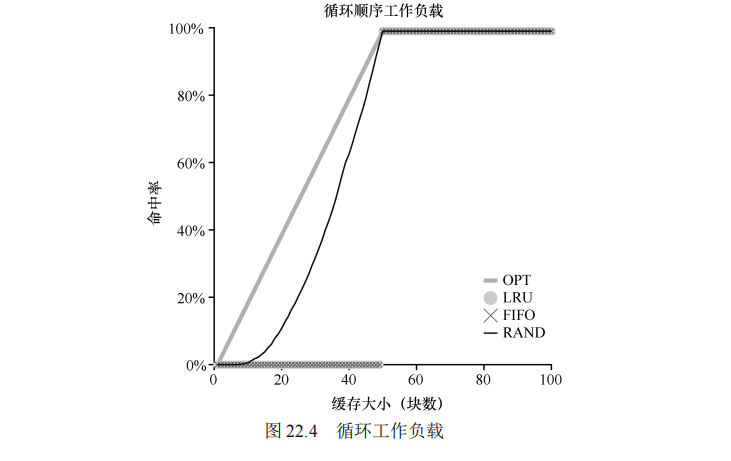 循环顺序工作负载
100%
80%
60%
40%
20%
0%
命中率
0 20 40 60 80 100
OPT
LRU
FIFO
RAND
缓存大小（块数）
图 22.4 循环工作负载